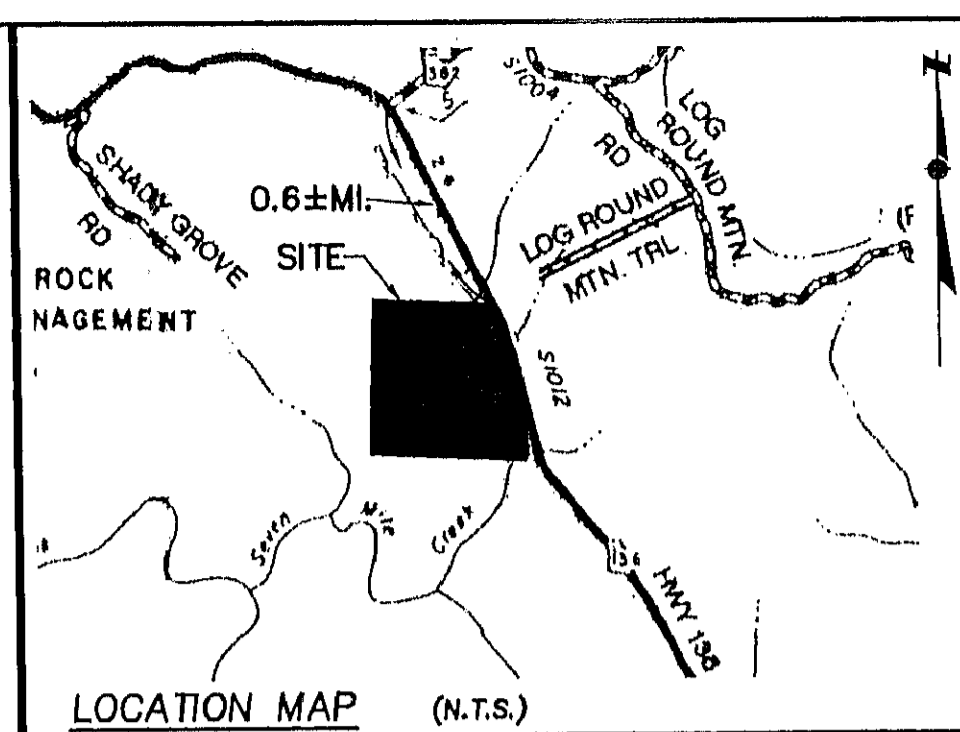 382
S
S1004
LOG
ROUND MTN.
RD
N
SHADY GROVE
RD
0.6±MI.
SITE
LOG ROUND
MTN. TRL
(F
ROCK
NAGEMENT
S1012
Seven
Mile
Creek
136
HWY 136
LOCATION MAP (N.T.S.)